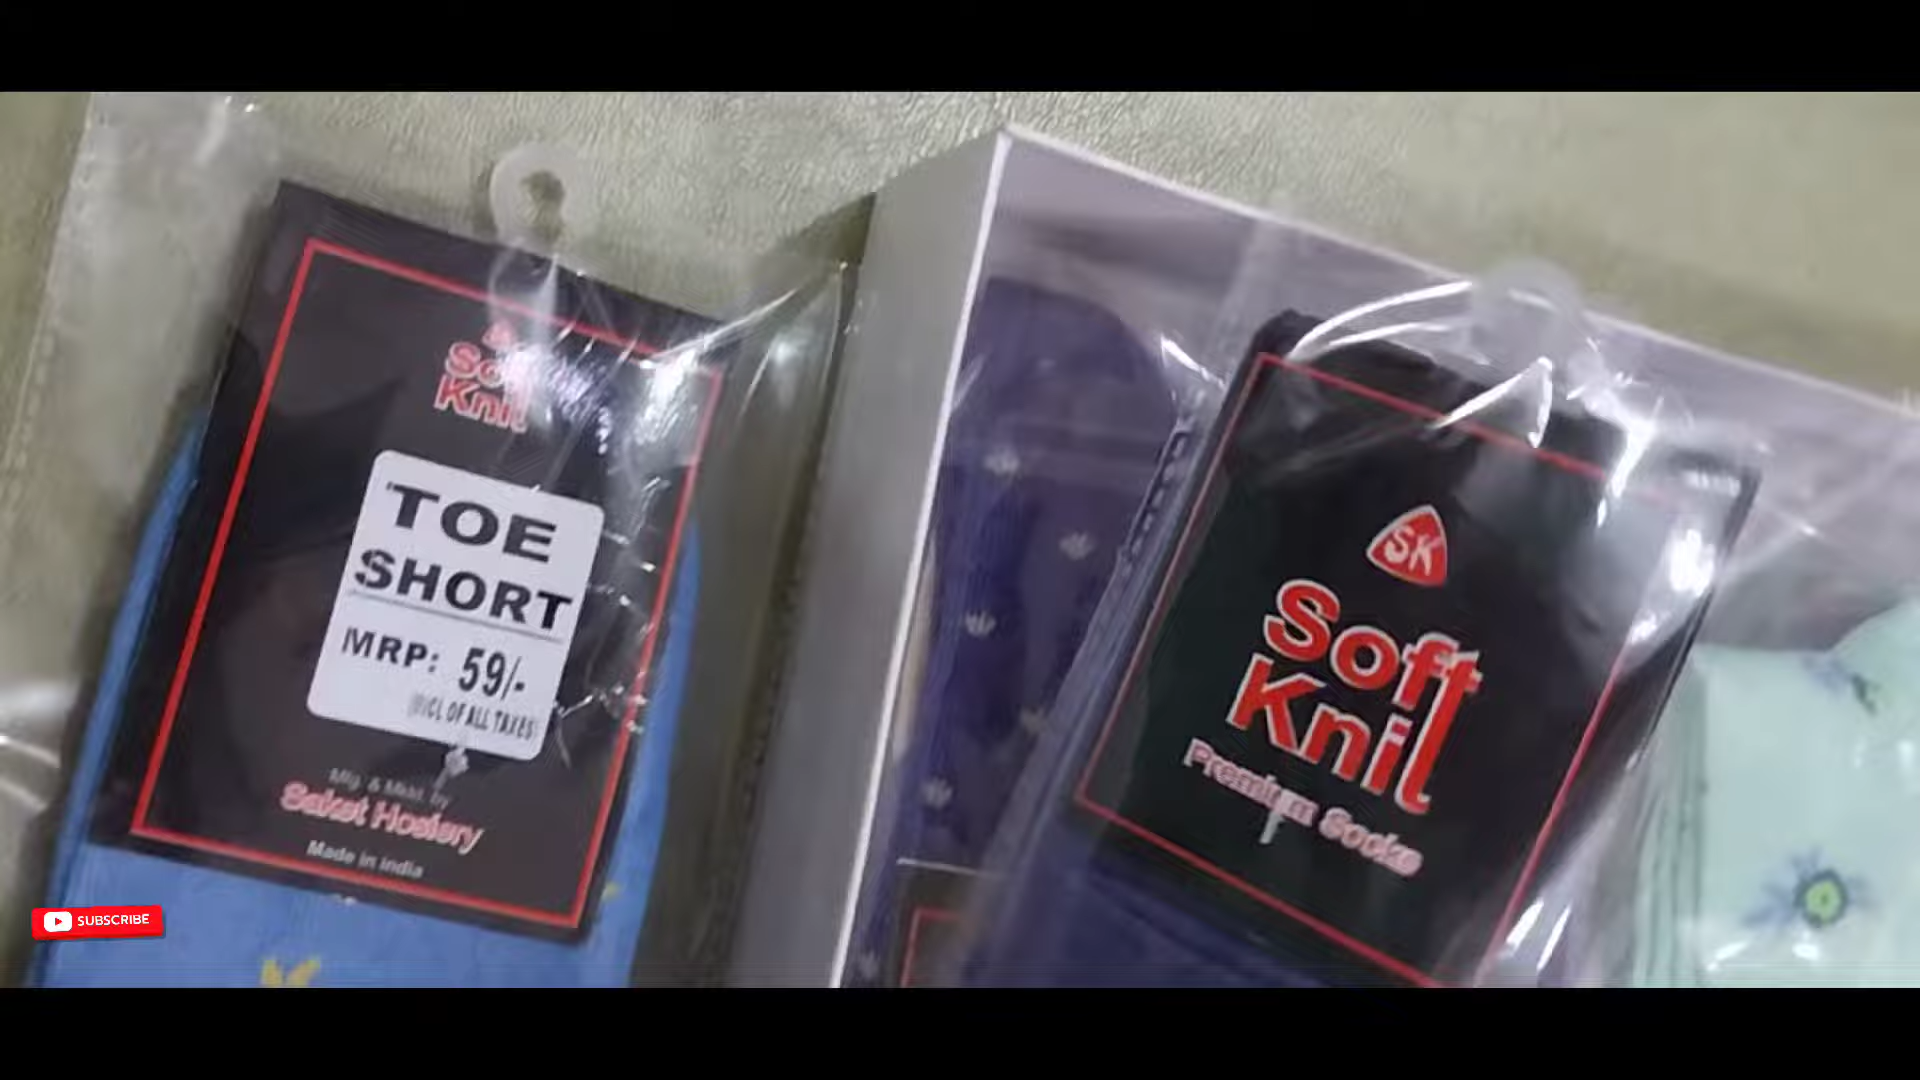 Soft
Knit
TOE
SHORT
MRP: 59/-
(INCL OF ALL TAXES)
Mfg. & Mktd. by
Saket Hosiery
Made in India
SK
Soft
Knit
Premium Socks
SUBSCRIBE